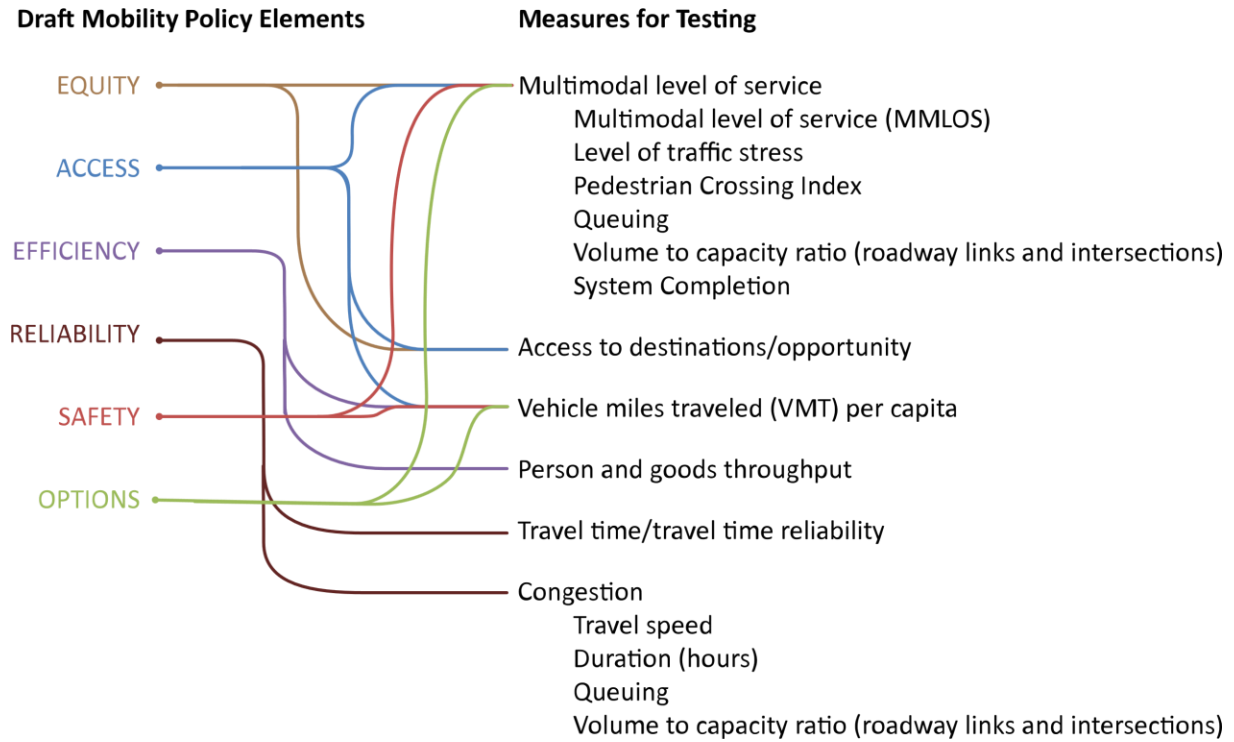 Draft Mobility Policy Elements
Measures for Testing
EQUITY
ACCESS
EFFICIENCY
RELIABILITY
SAFETY
OPTIONS
Multimodal level of service
Multimodal level of service (MMLOS)
Level of traffic stress
Pedestrian Crossing Index
Queuing
Volume to capacity ratio (roadway links and intersections)
System Completion
Access to destinations/opportunity
Vehicle miles traveled (VMT) per capita
Person and goods throughput
Travel time/travel time reliability
Congestion
Travel speed
Duration (hours)
Queuing
Volume to capacity ratio (roadway links and intersections)